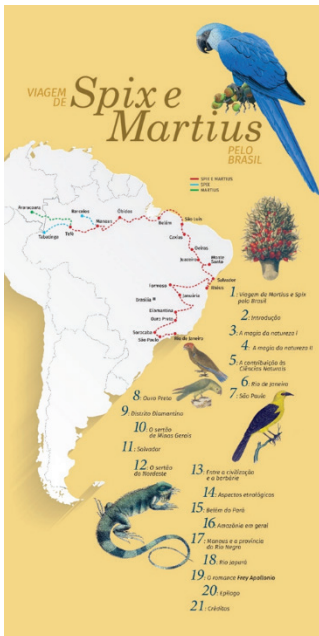 VIAGEM
DE
Spix e
Martius
PELO
BRASIL
SPIX E MARTIUS
SPIX
MARTIUS
Araracoara
Tabatinga
Tefé
Barcelos
Manaus
Óbidos
Belém
São Luís
Caxias
Oeiras
Juazeiro
Monte
Santo
Salvador
Ilhéus
Formosa
Januária
Brasília
Diamantina
Ouro Preto
Sorocaba
São Paulo
Rio de Janeiro
1: Viagem de Martius e Spix
pelo Brasil
2: Introdução
3: A magia da natureza I
4: A magia da natureza II
5: A contribuição às
Ciências Naturais
6: Rio de Janeiro
7: São Paulo
8: Ouro Preto
9: Distrito Diamantino
10: O sertão
de Minas Gerais
11: Salvador
12: O sertão
do Nordeste
13: Entre a civilização
e a barbárie
14: Aspectos etnológicos
15: Belém do Pará
16: Amazônia em geral
17: Manaus e a província
do Rio Negro
18: Rio Japurá
19: O romance Frey Apollonio
20: Epílogo
21: Créditos